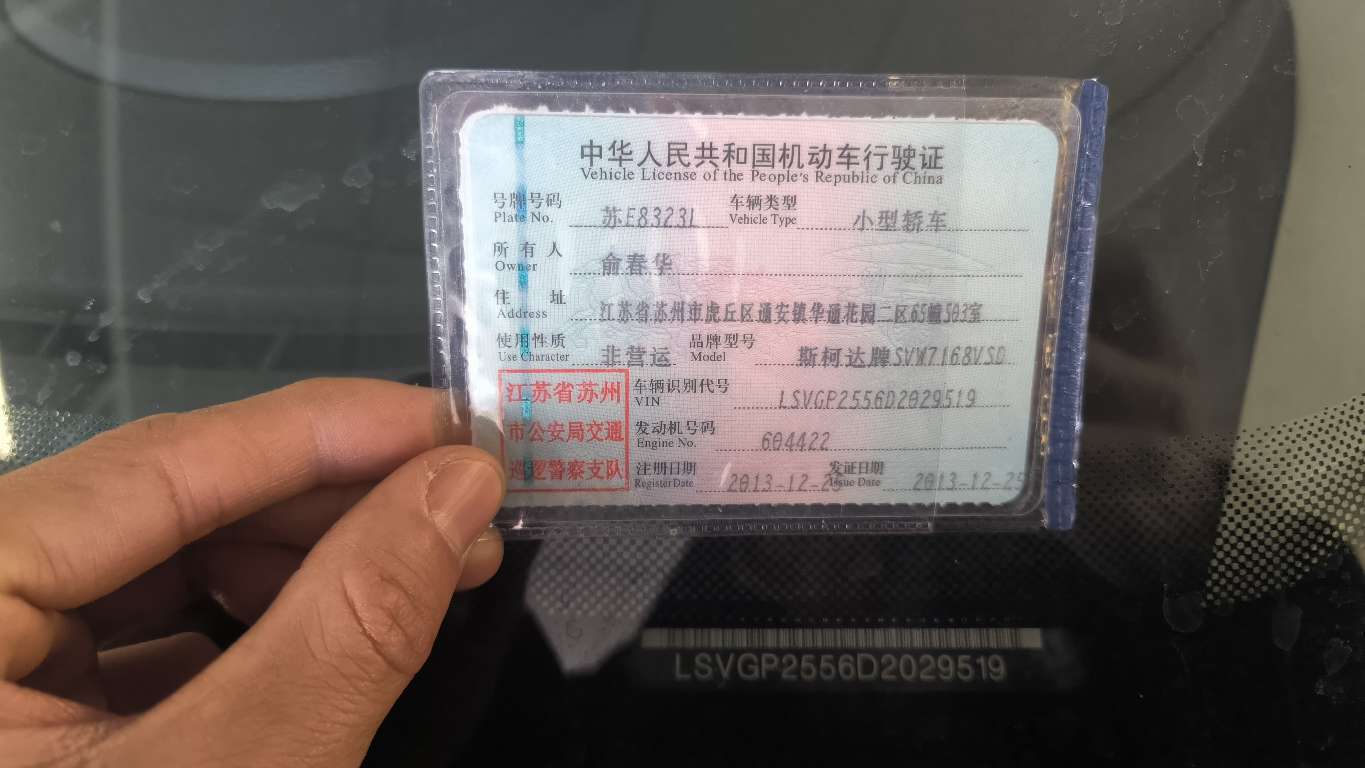 中华人民共和国机动车行驶证
Vehicle License of the People's Republic of China
号牌号码 苏E8323L 车辆类型 小型轿车
Plate No. Vehicle Type
所有人 俞春华
Owner
住址 江苏省苏州市虎丘区通安镇华通花园二区65幢503室
Address
使用性质 非营运 品牌型号 斯柯达牌SVW7168VSD
Use Character Model
江苏省苏州
市公安局交通
巡逻警察支队
车辆识别代号 LSVGP2556D2029519
VIN
发动机号码 604422
Engine No.
注册日期 2013-12-25 发证日期 2013-12-25
Register Date Issue Date
LSVGP2556D2029519